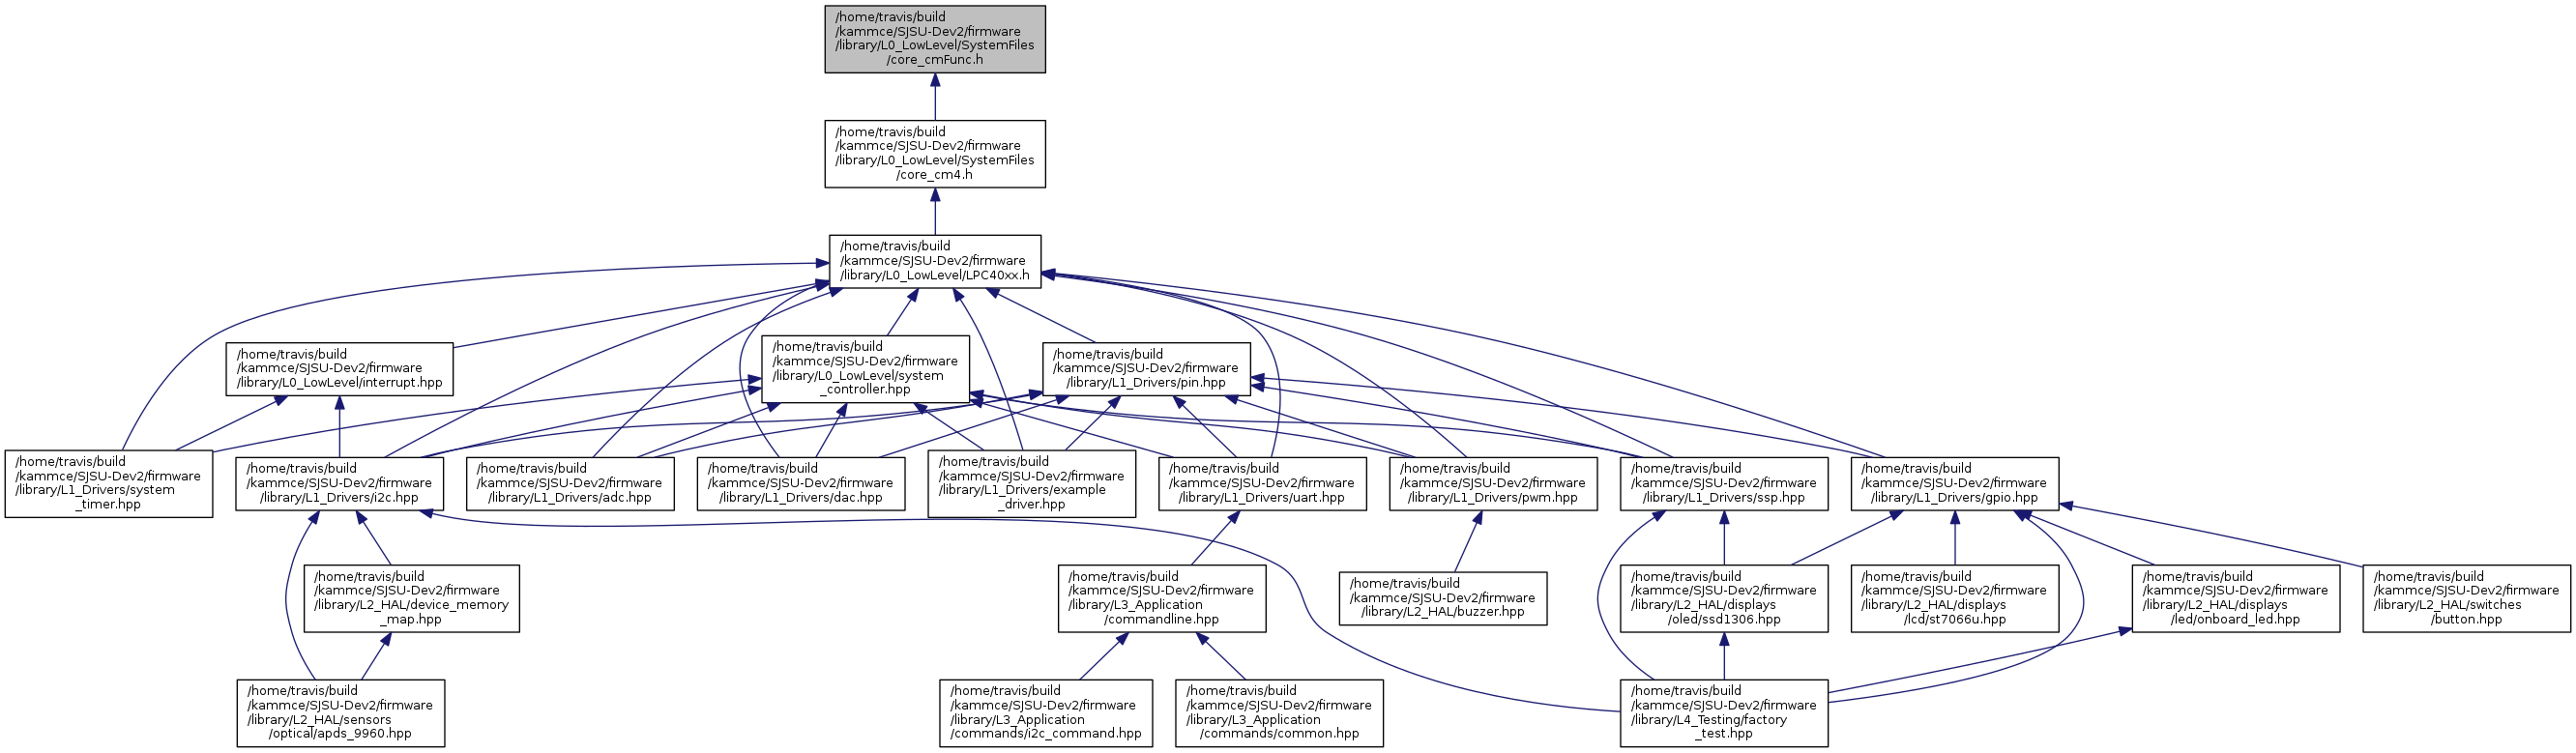 /home/travis/build
/kammce/SJSU-Dev2/firmware
/library/L0_LowLevel/SystemFiles
/core_cmFunc.h
/home/travis/build
/kammce/SJSU-Dev2/firmware
/library/L0_LowLevel/SystemFiles
/core_cm4.h
/home/travis/build
/kammce/SJSU-Dev2/firmware
/library/L0_LowLevel/LPC40xx.h
/home/travis/build
/kammce/SJSU-Dev2/firmware
/library/L0_LowLevel/interrupt.hpp
/home/travis/build
/kammce/SJSU-Dev2/firmware
/library/L0_LowLevel/system
_controller.hpp
/home/travis/build
/kammce/SJSU-Dev2/firmware
/library/L1_Drivers/pin.hpp
/home/travis/build
/kammce/SJSU-Dev2/firmware
/library/L1_Drivers/system
_timer.hpp
/home/travis/build
/kammce/SJSU-Dev2/firmware
/library/L1_Drivers/i2c.hpp
/home/travis/build
/kammce/SJSU-Dev2/firmware
/library/L1_Drivers/adc.hpp
/home/travis/build
/kammce/SJSU-Dev2/firmware
/library/L1_Drivers/dac.hpp
/home/travis/build
/kammce/SJSU-Dev2/firmware
/library/L1_Drivers/example
_driver.hpp
/home/travis/build
/kammce/SJSU-Dev2/firmware
/library/L1_Drivers/uart.hpp
/home/travis/build
/kammce/SJSU-Dev2/firmware
/library/L1_Drivers/pwm.hpp
/home/travis/build
/kammce/SJSU-Dev2/firmware
/library/L1_Drivers/ssp.hpp
/home/travis/build
/kammce/SJSU-Dev2/firmware
/library/L1_Drivers/gpio.hpp
/home/travis/build
/kammce/SJSU-Dev2/firmware
/library/L2_HAL/device_memory
_map.hpp
/home/travis/build
/kammce/SJSU-Dev2/firmware
/library/L3_Application
/commandline.hpp
/home/travis/build
/kammce/SJSU-Dev2/firmware
/library/L2_HAL/buzzer.hpp
/home/travis/build
/kammce/SJSU-Dev2/firmware
/library/L2_HAL/displays
/oled/ssd1306.hpp
/home/travis/build
/kammce/SJSU-Dev2/firmware
/library/L2_HAL/displays
/lcd/st7066u.hpp
/home/travis/build
/kammce/SJSU-Dev2/firmware
/library/L2_HAL/displays
/led/onboard_led.hpp
/home/travis/build
/kammce/SJSU-Dev2/firmware
/library/L2_HAL/switches
/button.hpp
/home/travis/build
/kammce/SJSU-Dev2/firmware
/library/L2_HAL/sensors
/optical/apds_9960.hpp
/home/travis/build
/kammce/SJSU-Dev2/firmware
/library/L3_Application
/commands/i2c_command.hpp
/home/travis/build
/kammce/SJSU-Dev2/firmware
/library/L3_Application
/commands/common.hpp
/home/travis/build
/kammce/SJSU-Dev2/firmware
/library/L4_Testing/factory
_test.hpp